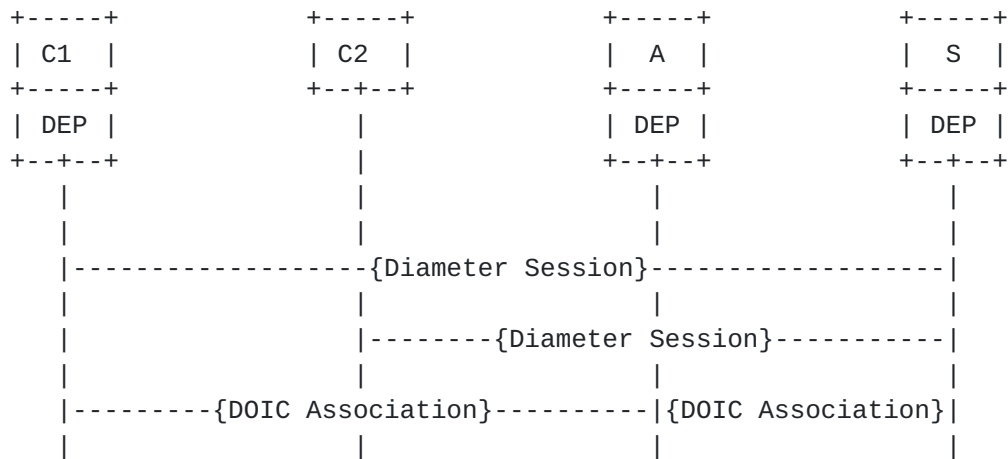 +-----+            +-----+            +-----+            +-----+
| C1  |            | C2  |            |  A  |            |  S  |
+-----+            +--+--+            +-----+            +-----+
| DEP |               |               | DEP |            | DEP |
+--+--+               |               +--+--+            +--+--+
   |                  |                  |                  |
   |                  |                  |                  |
   |------------------{Diameter Session}--------------------|
   |                  |                  |                  |
   |                  |--------{Diameter Session}-----------|
   |                  |                  |                  |
   |---------{DOIC Association}----------|{DOIC Association}|
   |                  |                  |                  |